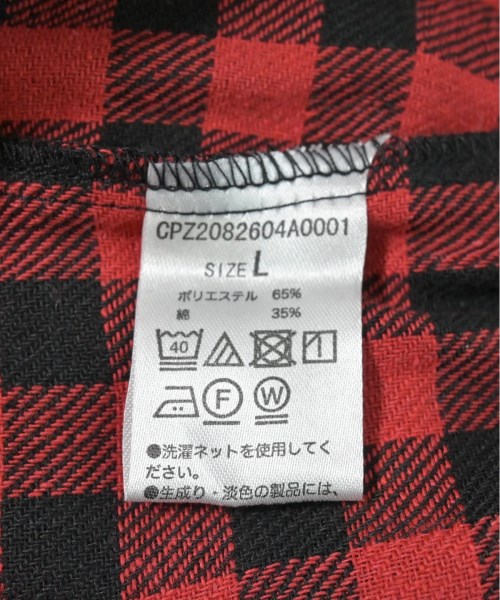 CPZ2082604A0001
SIZE L
ポリエステル 65%
綿 35%
40
F W
●洗濯ネットを使用してく
ださい。
●生成り・淡色の製品には、